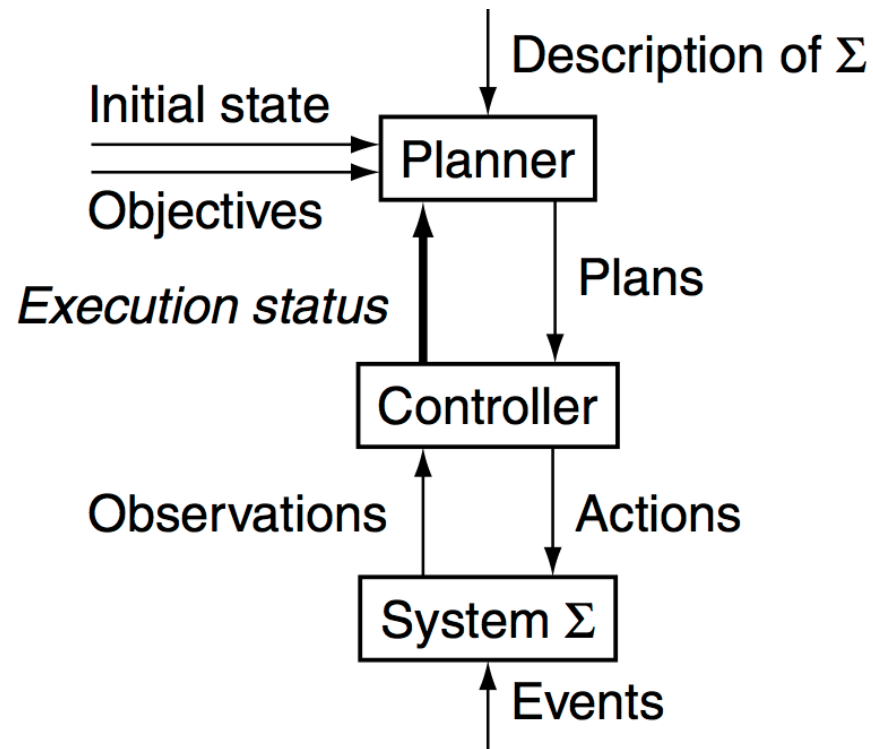 Description of Σ
Initial state
Planner
Objectives
Plans
Execution status
Controller
Observations
Actions
System Σ
Events